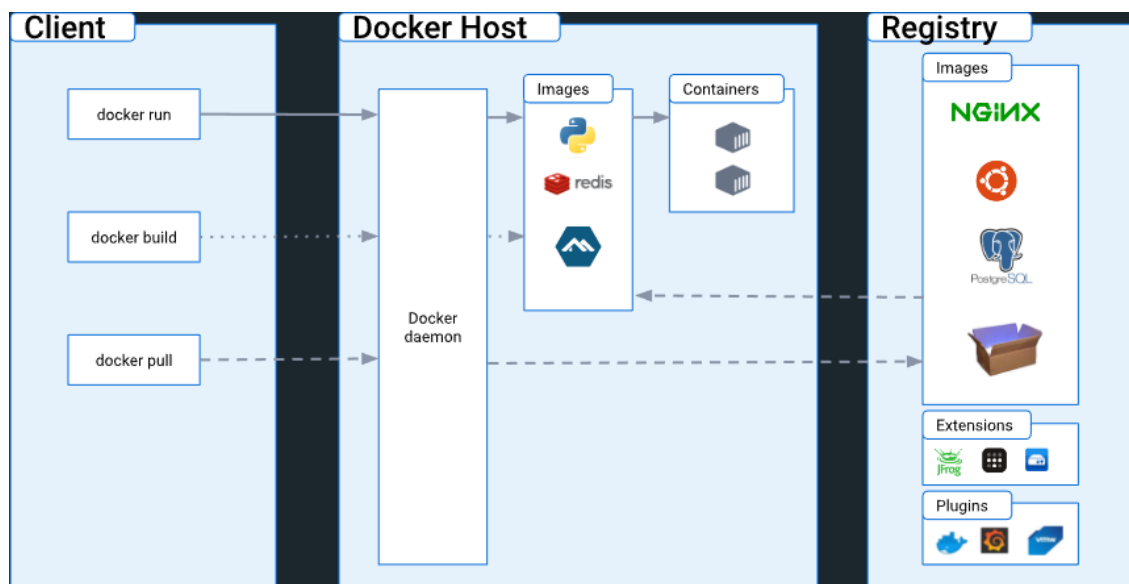 Client
Docker Host
Registry
docker run
docker build
docker pull
Docker
daemon
Images
redis
Containers
Images
NGiNX
PostgreSQL
Extensions
JFrog
Plugins
vmw